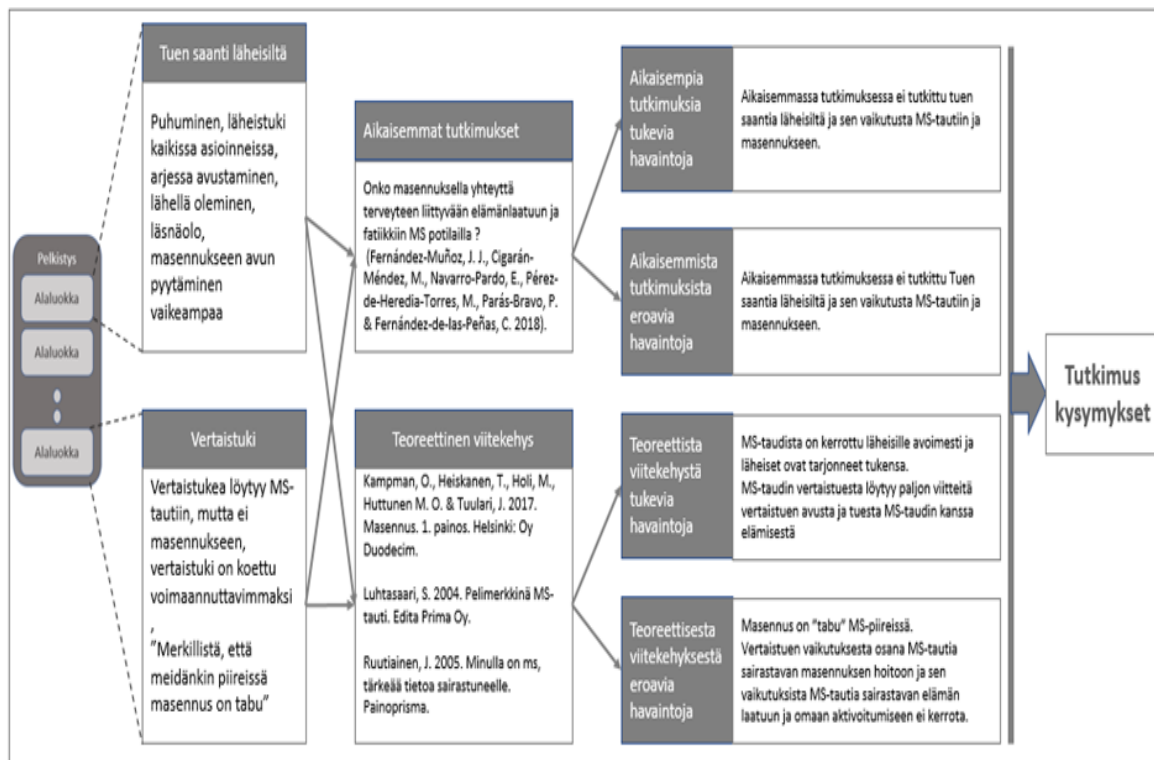 Pelkistys
Alaluokka
Alaluokka
Alaluokka
Tuen saanti läheisiltä
Puhuminen, läheistuki
kaikissa asioinneissa,
arjessa avustaminen,
lähellä oleminen,
läsnäolo,
masennukseen avun
pyytäminen
vaikeampaa
Vertaistuki
Vertaistukea löytyy MS-
tautiin, mutta ei
masennukseen,
vertaistuki on koettu
voimaannuttavimmaksi
,
”Merkillistä, että
meidänkin piireissä
masennus on tabu”
Aikaisemmat tutkimukset
Onko masennuksella yhteyttä
terveyteen liittyvään elämänlaatuun ja
fatiikkiin MS potilailla ?
(Fernández-Muñoz, J. J., Cigarán-
Méndez, M., Navarro-Pardo, E., Pérez-
de-Heredia-Torres, M., Parás-Bravo, P.
& Fernández-de-las-Peñas, C. 2018).
Teoreettinen viitekehys
Kampman, O., Heiskanen, T., Holi, M.,
Huttunen M. O. & Tuulari, J. 2017.
Masennus. 1. painos. Helsinki: Oy
Duodecim.
Luhtasaari, S. 2004. Pelimerkkinä MS-
tauti. Edita Prima Oy.
Ruutiainen, J. 2005. Minulla on ms,
tärkeää tietoa sairastuneelle.
Painoprisma.
Aikaisempia
tutkimuksia
tukevia
havaintoja
Aikaisemmassa tutkimuksessa ei tutkittu tuen
saantia läheisiltä ja sen vaikutusta MS-tautiin ja
masennukseen.
Aikaisemmista
tutkimuksista
eroavia
havaintoja
Aikaisemmassa tutkimuksessa ei tutkittu Tuen
saantia läheisiltä ja sen vaikutusta MS-tautiin ja
masennukseen.
Teoreettista
viitekehystä
tukevia
havaintoja
MS-taudista on kerrottu läheisille avoimesti ja
läheiset ovat tarjonneet tukensa.
MS-taudin vertaistuesta löytyy paljon viitteitä
vertaistuen avusta ja tuesta MS-taudin kanssa
elämisestä
Teoreettisesta
viitekehyksestä
eroavia
havaintoja
Masennus on ”tabu” MS-piireissä.
Vertaistuen vaikutuksesta osana MS-tautia
sairastavan masennuksen hoitoon ja sen
vaikutuksista MS-tautia sairastavan elämän
laatuun ja omaan aktivoitumiseen ei kerrota.
Tutkimus
kysymykset